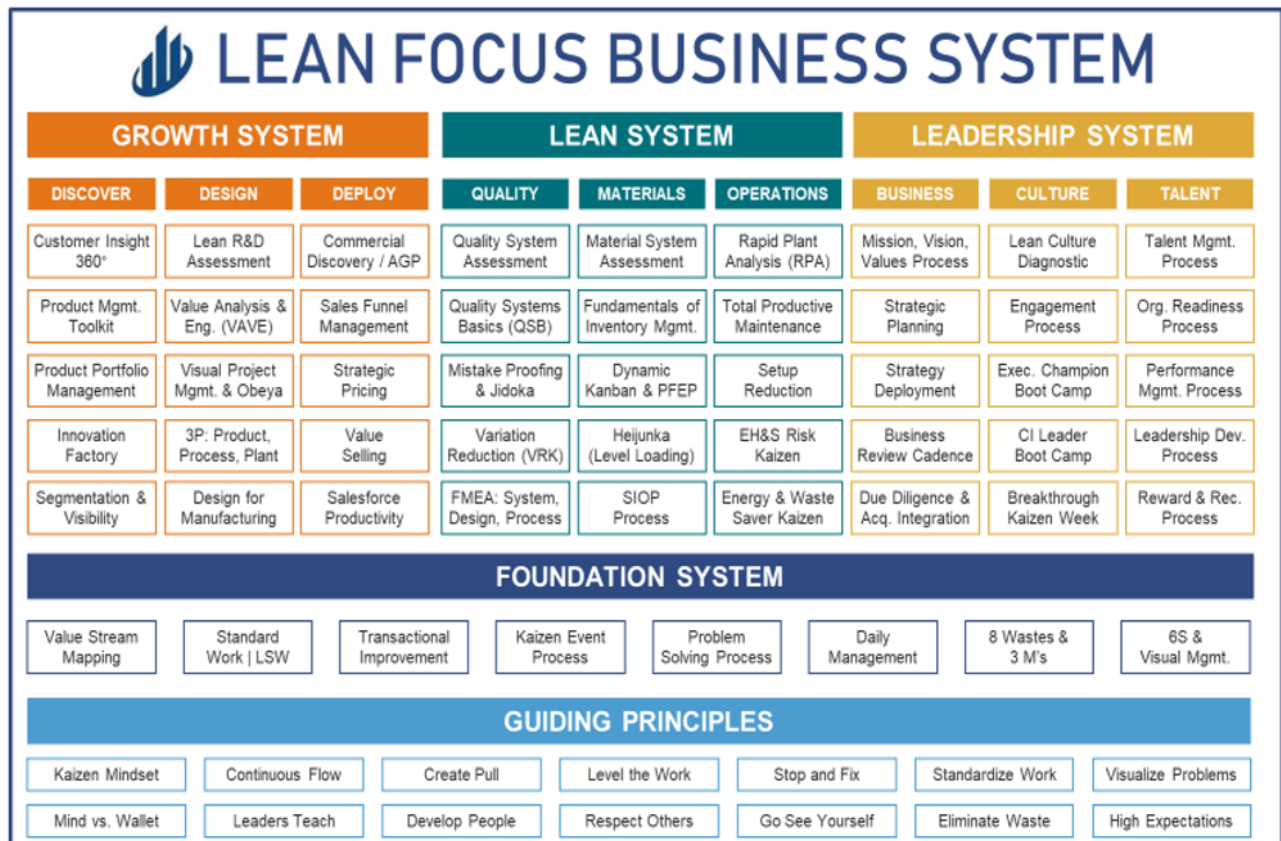 LEAN FOCUS BUSINESS SYSTEM
GROWTH SYSTEM
LEAN SYSTEM
LEADERSHIP SYSTEM
DISCOVER
DESIGN
DEPLOY
QUALITY
MATERIALS
OPERATIONS
BUSINESS
CULTURE
TALENT
Customer Insight
360°
Lean R&D
Assessment
Commercial
Discovery / AGP
Quality System
Assessment
Material System
Assessment
Rapid Plant
Analysis (RPA)
Mission, Vision,
Values Process
Lean Culture
Diagnostic
Talent Mgmt.
Process
Product Mgmt.
Toolkit
Value Analysis &
Eng. (VAVE)
Sales Funnel
Management
Quality Systems
Basics (QSB)
Fundamentals of
Inventory Mgmt.
Total Productive
Maintenance
Strategic
Planning
Engagement
Process
Org. Readiness
Process
Product Portfolio
Management
Visual Project
Mgmt. & Obeya
Strategic
Pricing
Mistake Proofing
& Jidoka
Dynamic
Kanban & PFEP
Setup
Reduction
Strategy
Deployment
Exec. Champion
Boot Camp
Performance
Mgmt. Process
Innovation
Factory
3P: Product,
Process, Plant
Value
Selling
Variation
Reduction (VRK)
Heijunka
(Level Loading)
EH&S Risk
Kaizen
Business
Review Cadence
CI Leader
Boot Camp
Leadership Dev.
Process
Segmentation &
Visibility
Design for
Manufacturing
Salesforce
Productivity
FMEA: System,
Design, Process
SIOP
Process
Energy & Waste
Saver Kaizen
Due Diligence &
Acq. Integration
Breakthrough
Kaizen Week
Reward & Rec.
Process
FOUNDATION SYSTEM
Value Stream
Mapping
Standard
Work | LSW
Transactional
Improvement
Kaizen Event
Process
Problem
Solving Process
Daily
Management
8 Wastes &
3 M's
6S &
Visual Mgmt.
GUIDING PRINCIPLES
Kaizen Mindset
Continuous Flow
Create Pull
Level the Work
Stop and Fix
Standardize Work
Visualize Problems
Mind vs. Wallet
Leaders Teach
Develop People
Respect Others
Go See Yourself
Eliminate Waste
High Expectations